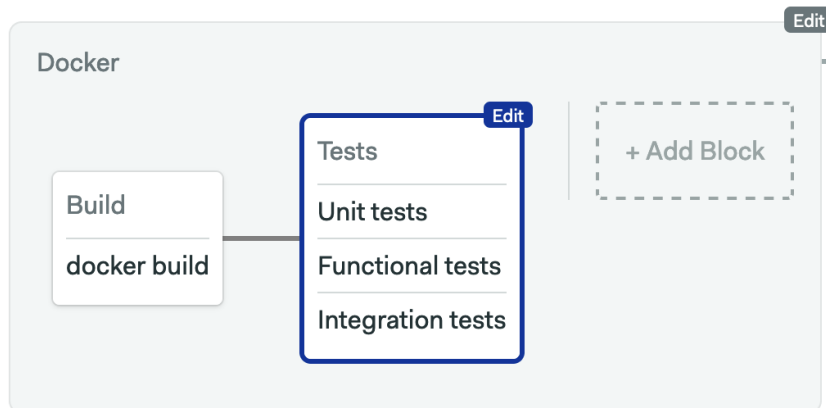 Edit
Docker
Edit
Tests
+ Add Block
Build
Unit tests
docker build
Functional tests
Integration tests